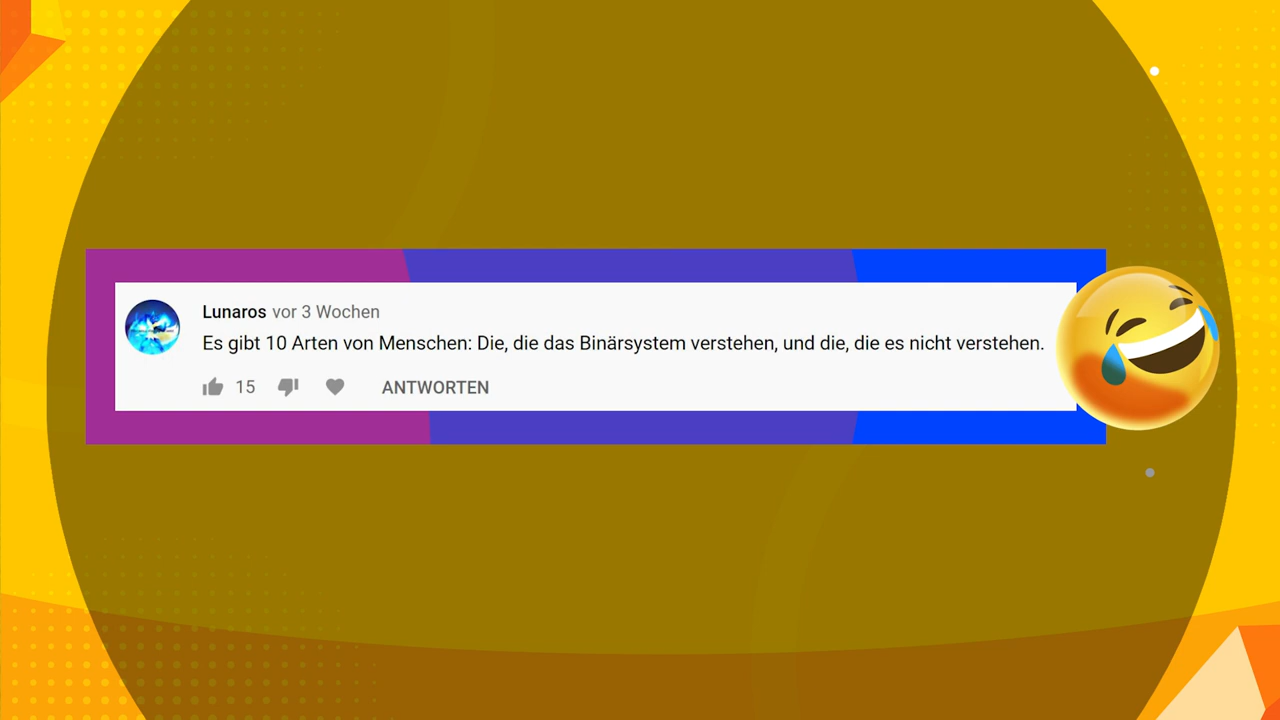 Lunaros vor 3 Wochen
Es gibt 10 Arten von Menschen: Die, die das Binärsystem verstehen, und die, die es nicht verstehen.
15 ANTWORTEN